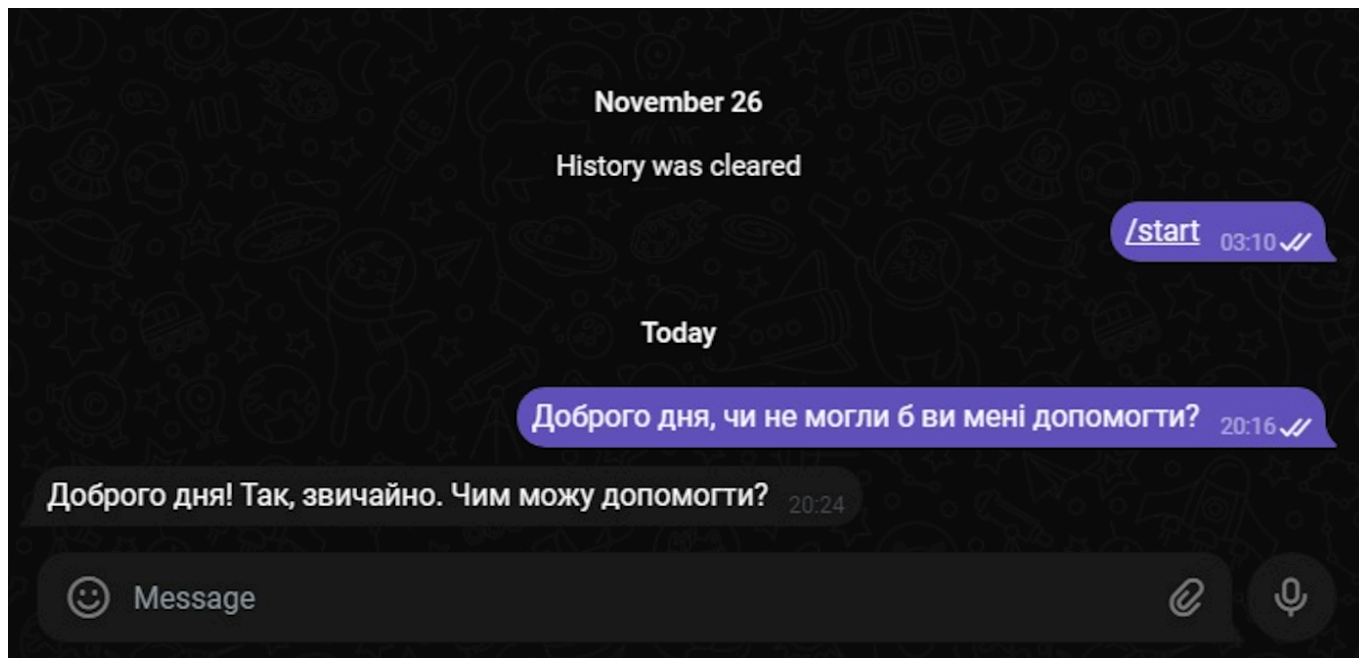 November 26
History was cleared
/start 03:10
Today
Доброго дня, чи не могли б ви мені допомогти? 20:16
Доброго дня! Так, звичайно. Чим можу допомогти? 20:24
Message